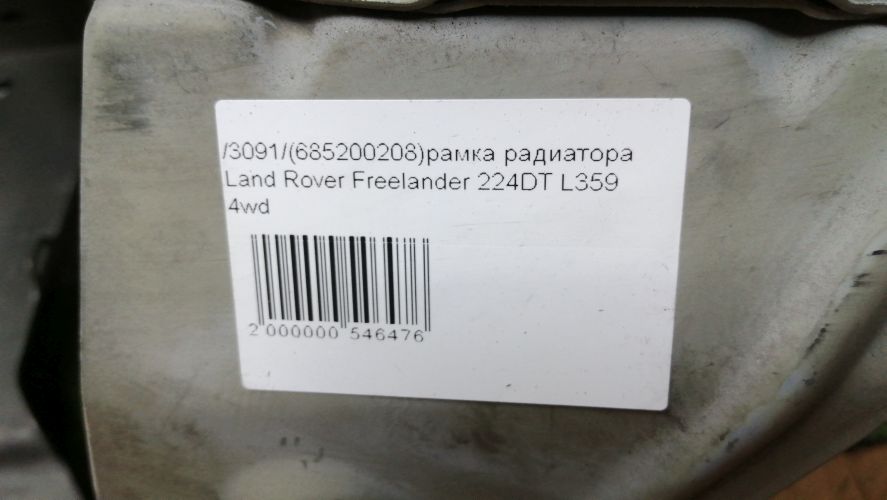 /3091/(685200208)рамка радиатора
Land Rover Freelander 224DT L359
4wd
2 000000 546476